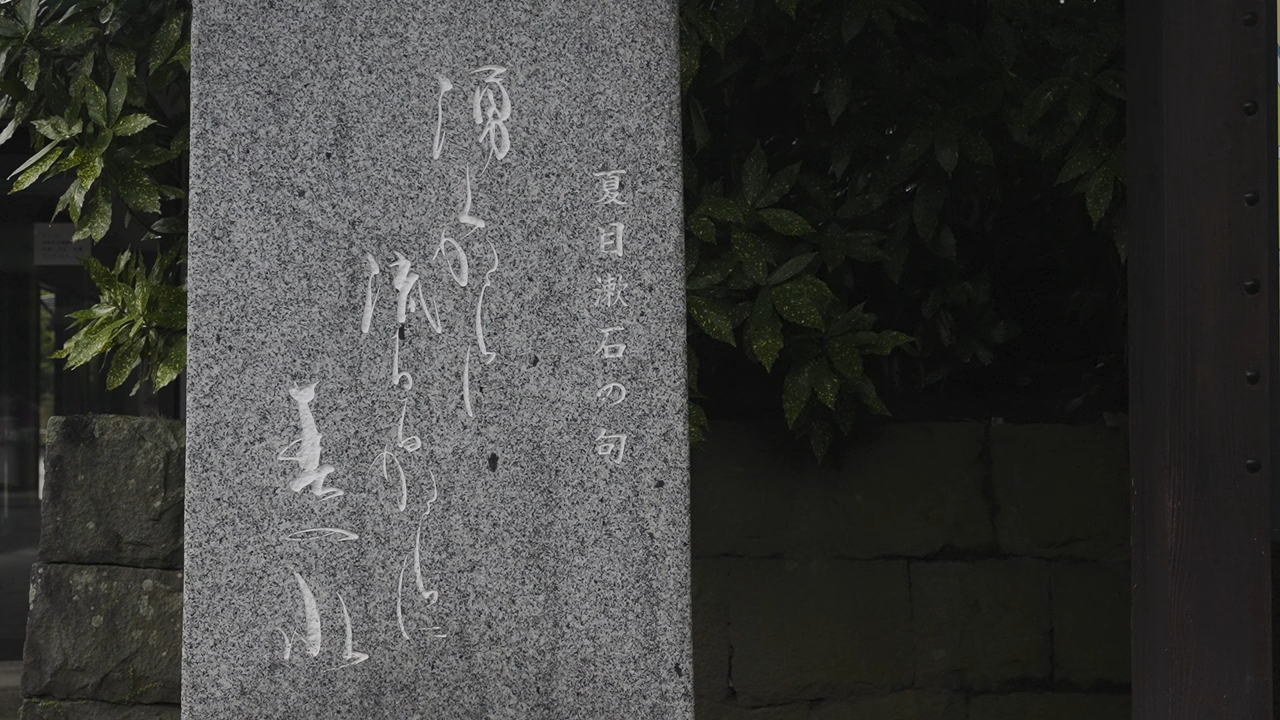 夏目漱石の句
湧くからに
流るるからに
春の水